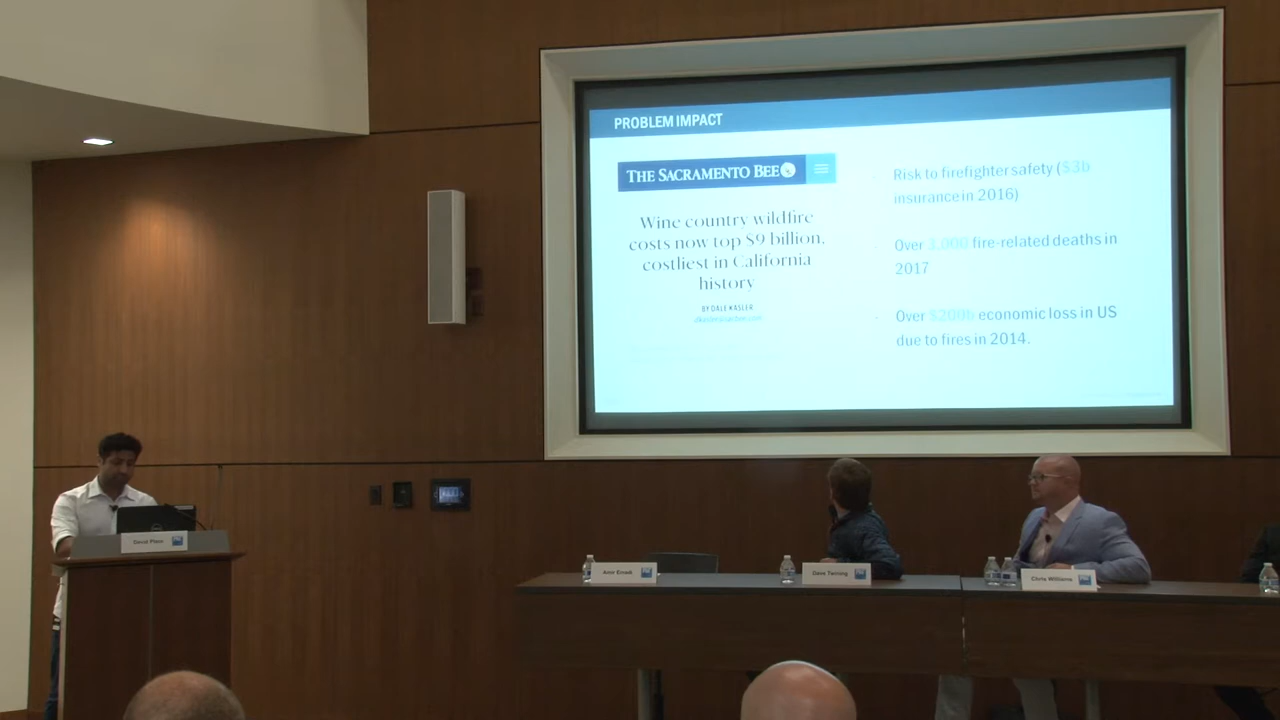 PROBLEM IMPACT
THE SACRAMENTO BEE
Wine country wildfire
costs now top $9 billion,
costliest in California
history
BY DALE KASLER
Risk to firefighter safety ($3b
insurance in 2016)
Over 3,000 fire-related deaths in
2017
Over $200b economic loss in US
due to fires in 2014.
Chris Williams